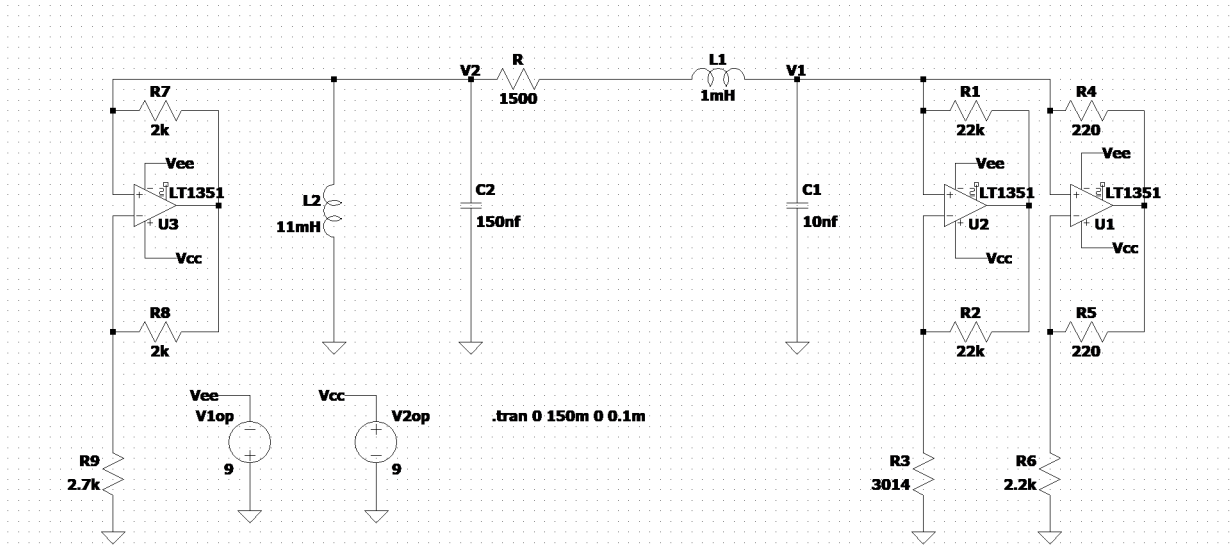 V2
R
1500
L1
1mH
V1
R7
2k
R1
22k
R4
220
Vee
LT1351
U3
Vcc
L2
11mH
C2
150nf
C1
10nf
Vee
LT1351
U2
Vcc
Vee
LT1351
U1
Vcc
R8
2k
R2
22k
R5
220
Vee
V1op
9
Vcc
V2op
9
.tran 0 150m 0 0.1m
R9
2.7k
R3
3014
R6
2.2k